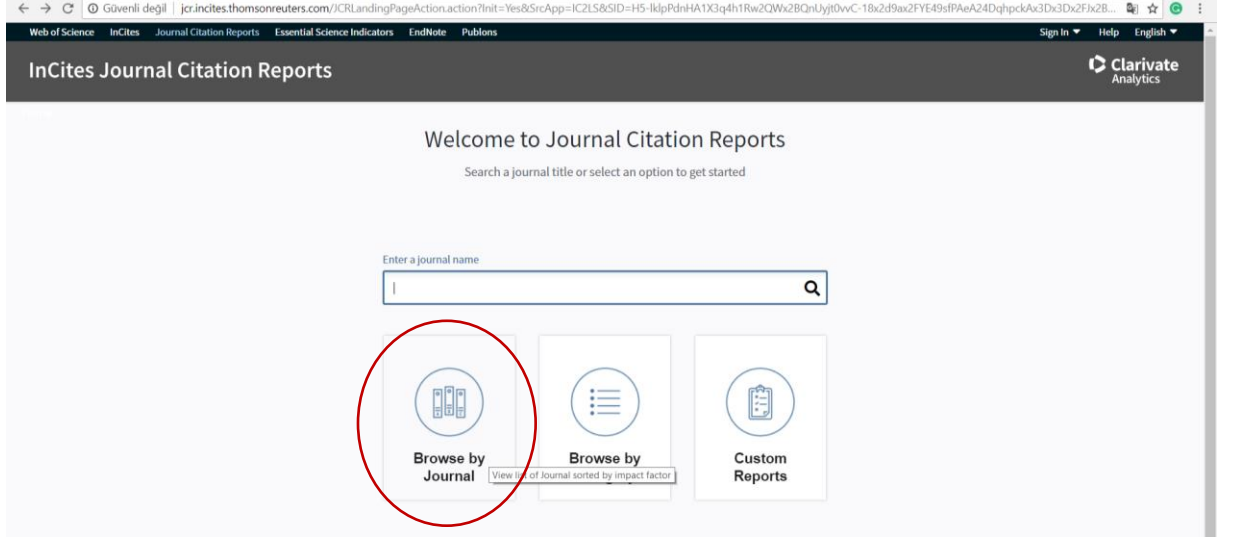 Güvenli değil | jcr.incites.thomsonreuters.com/JCRLandingPageAction.action?Init=Yes&SrcApp=IC2LS&SID=H5-lklpPdnHA1X3q4h1Rw2QWx2BQnUyjt0vvC-18x2d9ax2FYE49sfPAeA24DqhpckAx3Dx3Dx2FJx2B...
Web of Science InCites Journal Citation Reports Essential Science Indicators EndNote Publons Sign In Help English
InCites Journal Citation Reports Clarivate
Analytics
Welcome to Journal Citation Reports
Search a journal title or select an option to get started
Enter a journal name
Browse by Journal
Browse by
Custom Reports
View list of Journal sorted by impact factor